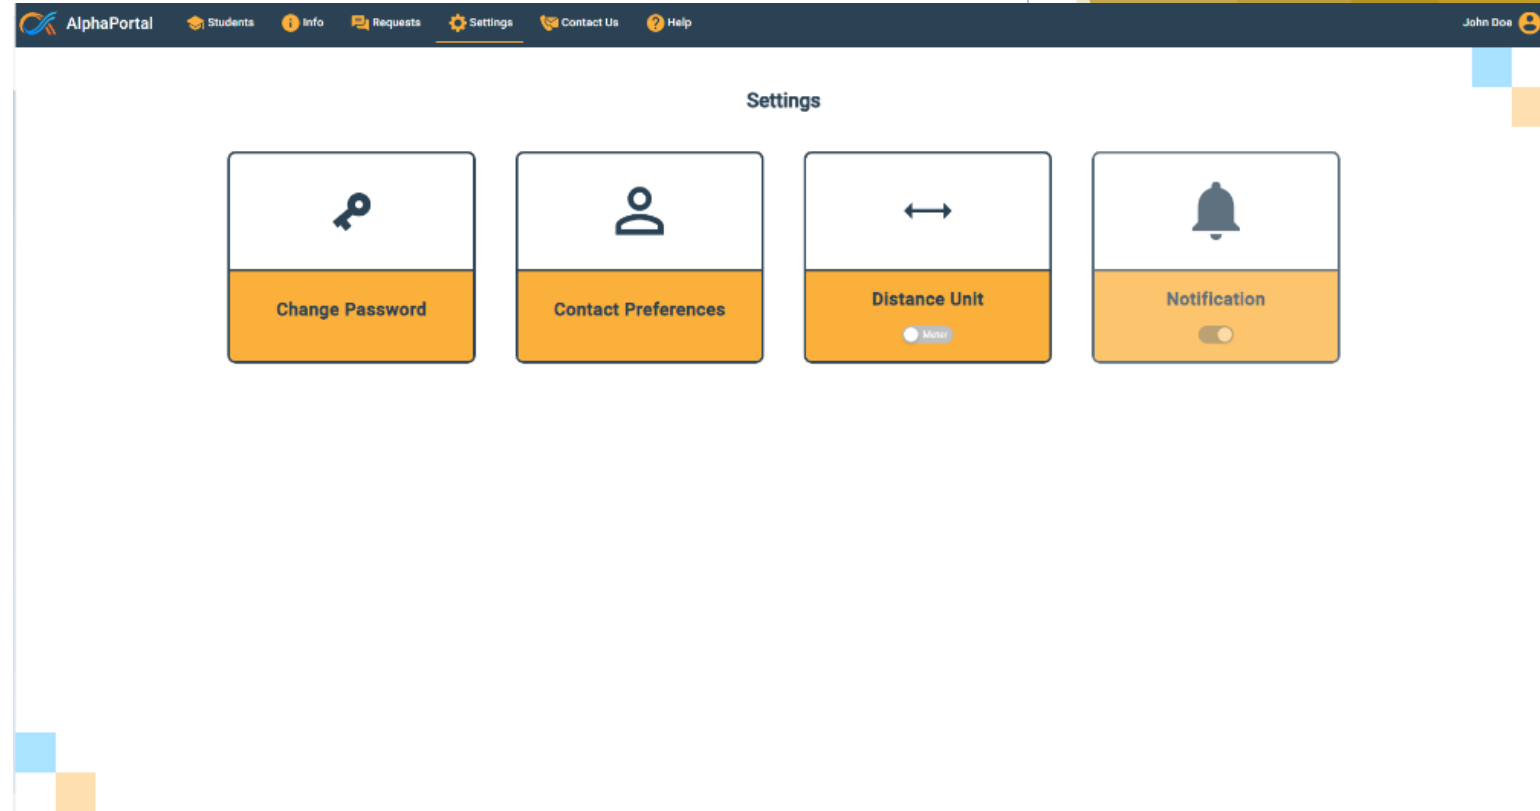 AlphaPortal Students Info Requests Settings Contact Us Help John Doe
Settings
Change Password
Contact Preferences
Distance Unit
Meter
Notification